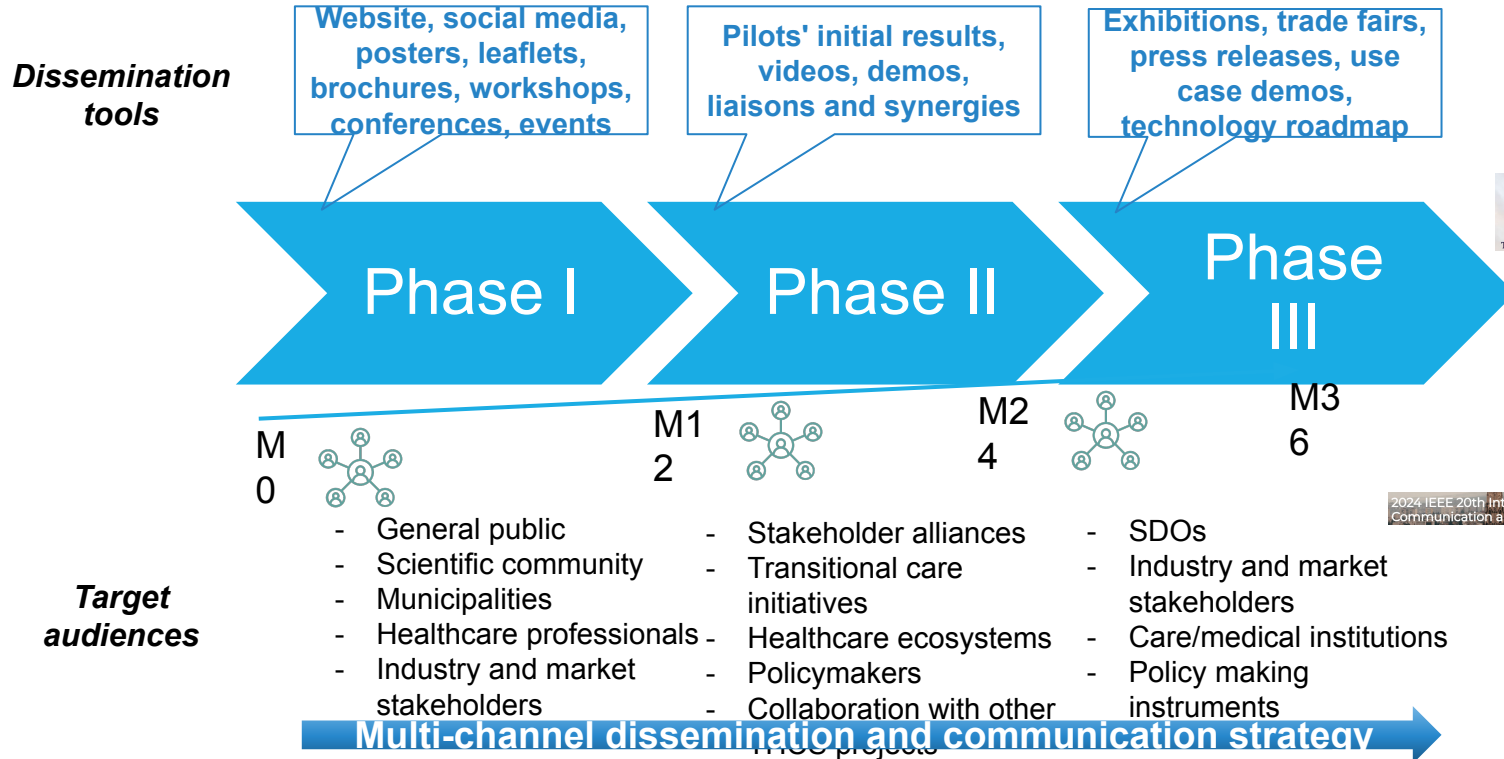 Dissemination
tools
Website, social media,
posters, leaflets,
brochures, workshops,
conferences, events
Pilots' initial results,
videos, demos,
liaisons and synergies
Exhibitions, trade fairs,
press releases, use
case demos,
technology roadmap
Phase I
Phase II
Phase
III
M
0
M1
2
M2
4
M3
6
Target
audiences
- General public
- Scientific community
- Municipalities
- Healthcare professionals
- Industry and market
stakeholders
- Stakeholder alliances
- Transitional care
initiatives
- Healthcare ecosystems
- Policymakers
- Collaboration with other
THCS projects
- SDOs
- Industry and market
stakeholders
- Care/medical institutions
- Policy making
instruments
2024 IEEE 20th Int
Communication a
Multi-channel dissemination and communication strategy